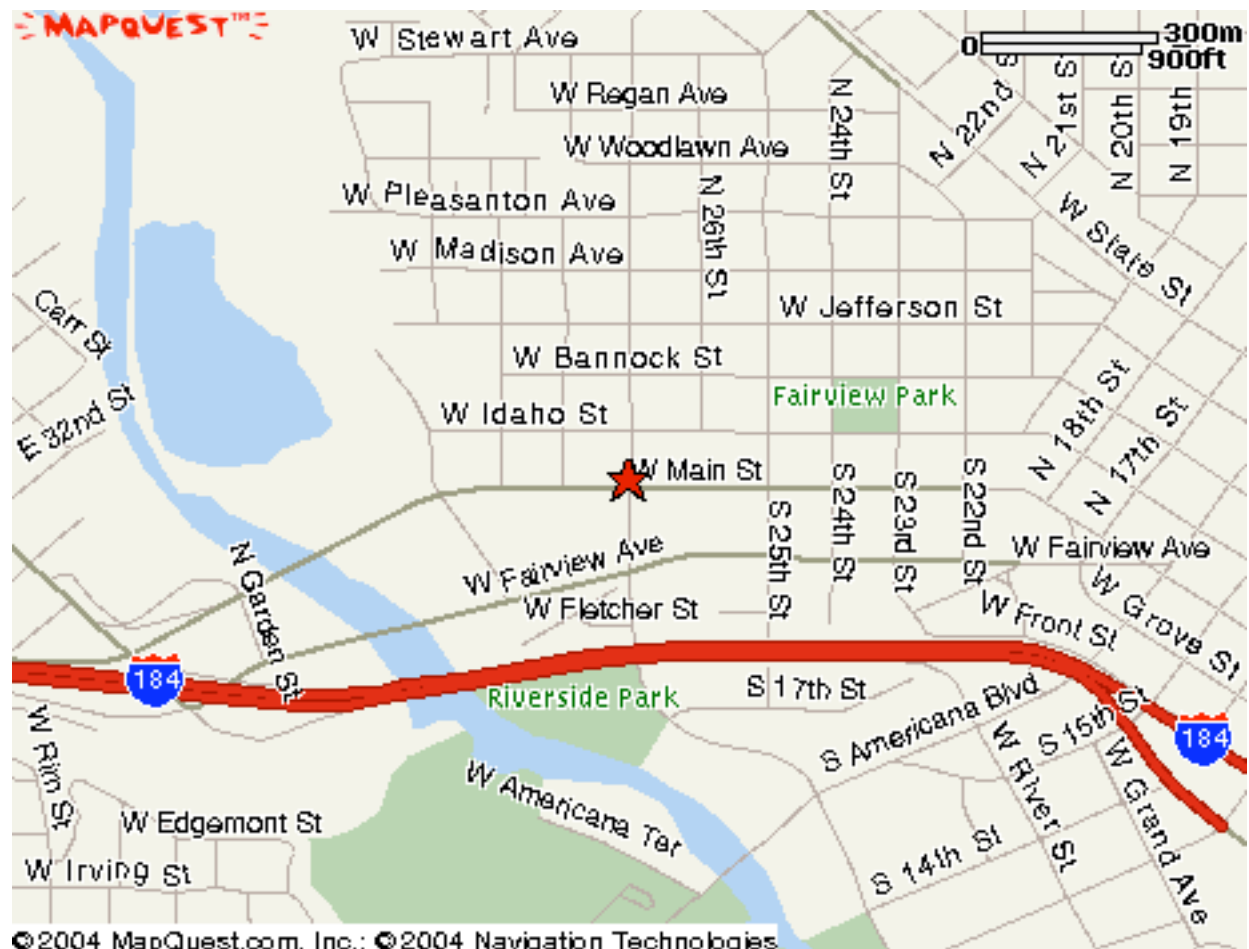 MAPQUEST™
0 300m
900ft
W Stewart Ave
W Regan Ave
W Woodlawn Ave
N 24th St
N 22nd S
N 21st S
N 20th S
N 19th
W Pleasanton Ave
N 26th St
W State St
W Madison Ave
W Jefferson St
Carr St
W Bannock St
Fairview Park
E 32nd St
W Idaho St
N 18th St
N 17th St
W Main St
S 25th St
S 24th St
S 23rd St
S 22nd St
N Garden St
W Fairview Ave
W Fairview Ave
W Fletcher St
W Front St
W Grove St
184
Riverside Park
S 17th St
S Americana Blvd
S 15th St
184
W Rim St
W River St
W Grand Ave
W Americana Ter
W Edgemont St
S 14th St
W Irving St
©2004 MapQuest.com, Inc.; ©2004 Navigation Technologies